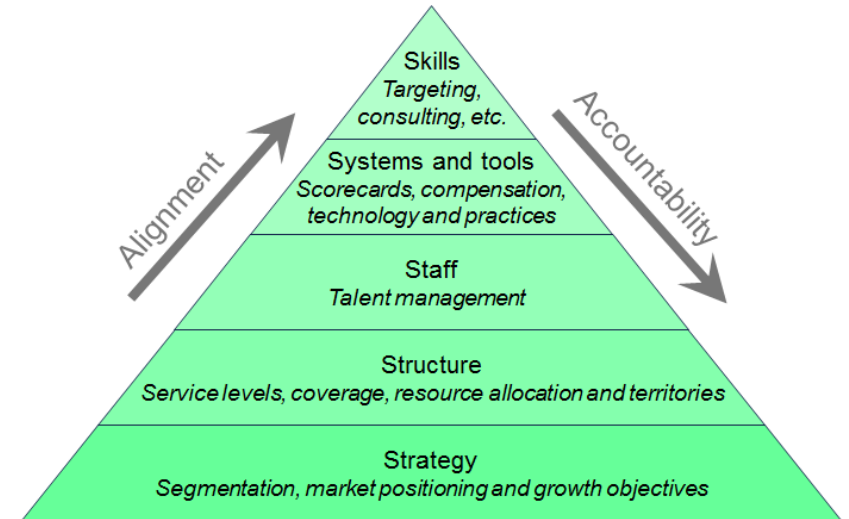 Skills
Targeting,
consulting, etc.
Alignment
Accountability
Systems and tools
Scorecards, compensation,
technology and practices
Staff
Talent management
Structure
Service levels, coverage, resource allocation and territories
Strategy
Segmentation, market positioning and growth objectives